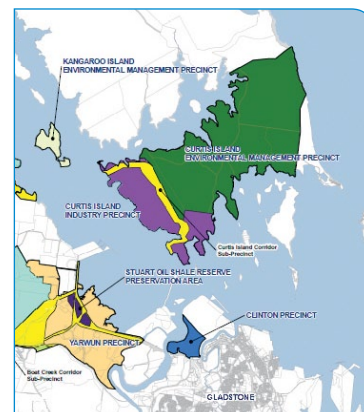 KANGAROO ISLAND
ENVIRONMENTAL MANAGEMENT PRECINCT
CURTIS ISLAND
ENVIRONMENTAL MANAGEMENT PRECINCT
CURTIS ISLAND
INDUSTRY PRECINCT
Curtis Island Corridor
Sub-Precinct
STUART OIL SHALE RESERVE
PRESERVATION AREA
CLINTON PRECINCT
YARWUN PRECINCT
Boat Creek Corridor
Sub-Precinct
GLADSTONE